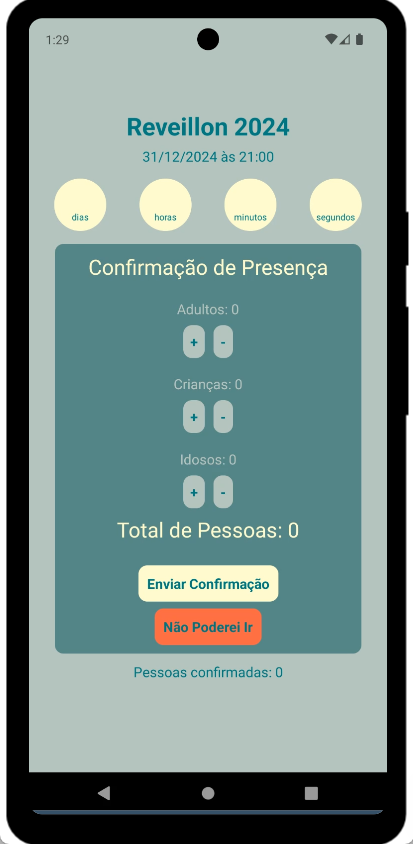 1:29
Reveillon 2024
31/12/2024 às 21:00
dias horas minutos segundos
Confirmação de Presença
Adultos: 0
+ -
Crianças: 0
+ -
Idosos: 0
+ -
Total de Pessoas: 0
Enviar Confirmação
Não Poderei Ir
Pessoas confirmadas: 0